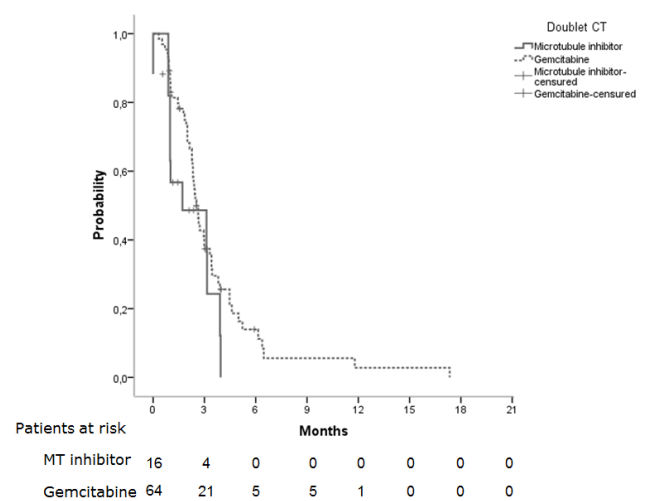 Doublet CT
Microtubule inhibitor
Gemcitabine
Microtubule inhibitor-
censured
Gemcitabine-censured
Probability
1,0
0,8
0,6
0,4
0,2
0,0
0 3 6 9 12 15 18 21
Months
Patients at risk
MT inhibitor 16 4 0 0 0 0 0 0
Gemcitabine 64 21 5 5 1 0 0 0